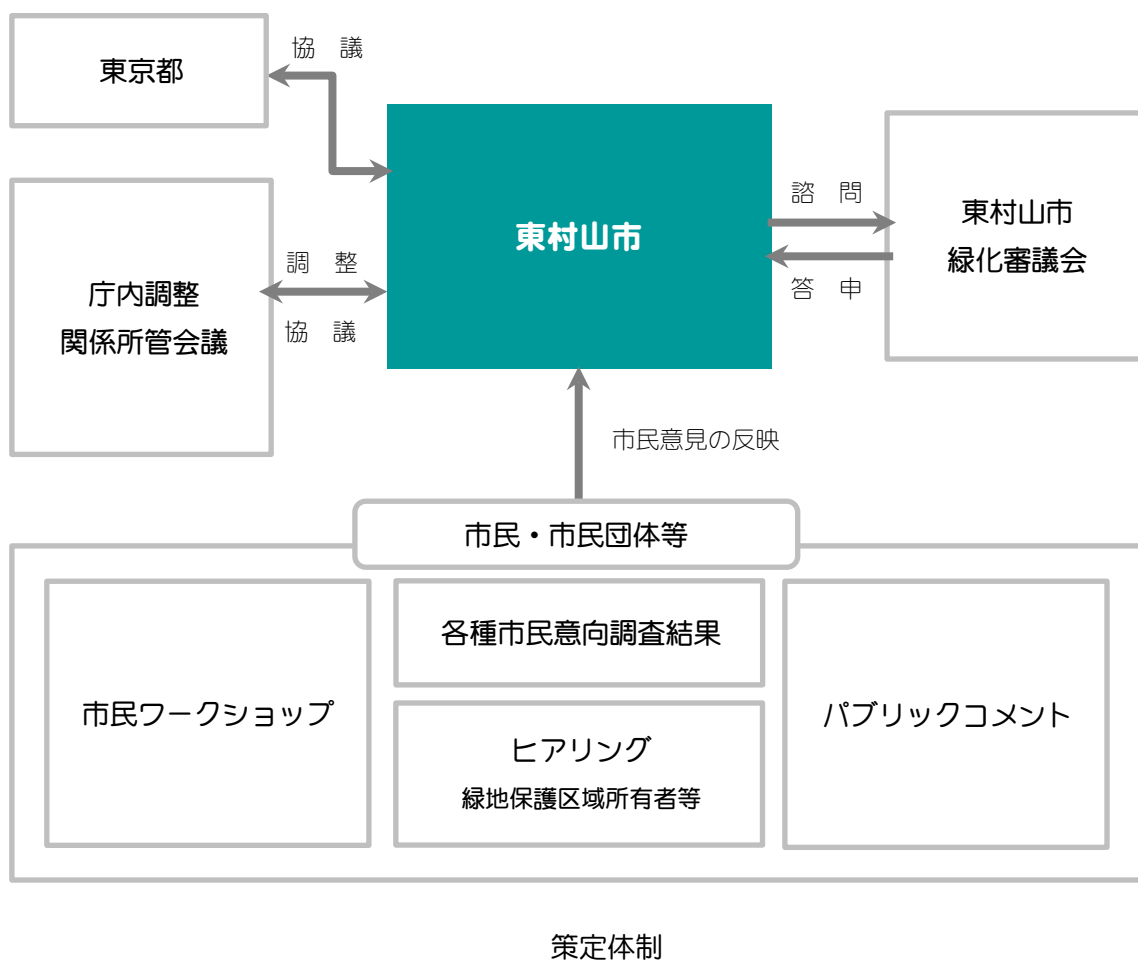 東京都
協 議
東村山市
諮 問
答 申
東村山市
緑化審議会
庁内調整
関係所管会議
調 整
協 議
市民意見の反映
市民・市民団体等
市民ワークショップ
各種市民意向調査結果
ヒアリング
緑地保護区域所有者等
パブリックコメント
策定体制